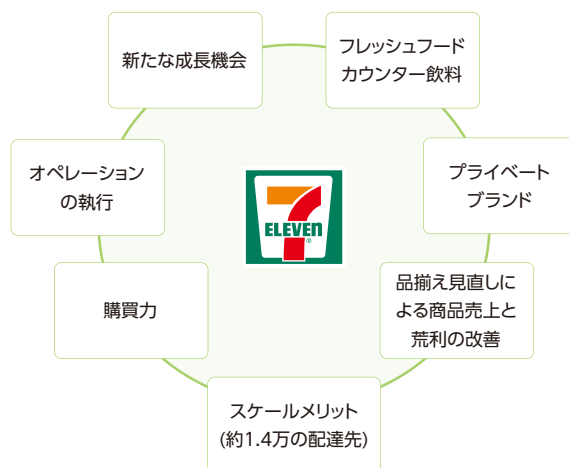 新たな成長機会
フレッシュフード
カウンター飲料
オペレーション
の執行
プライベート
ブランド
7
ELEVEn
®
購買力
品揃え見直しに
よる商品売上と
荒利の改善
スケールメリット
(約1.4万の配達先)